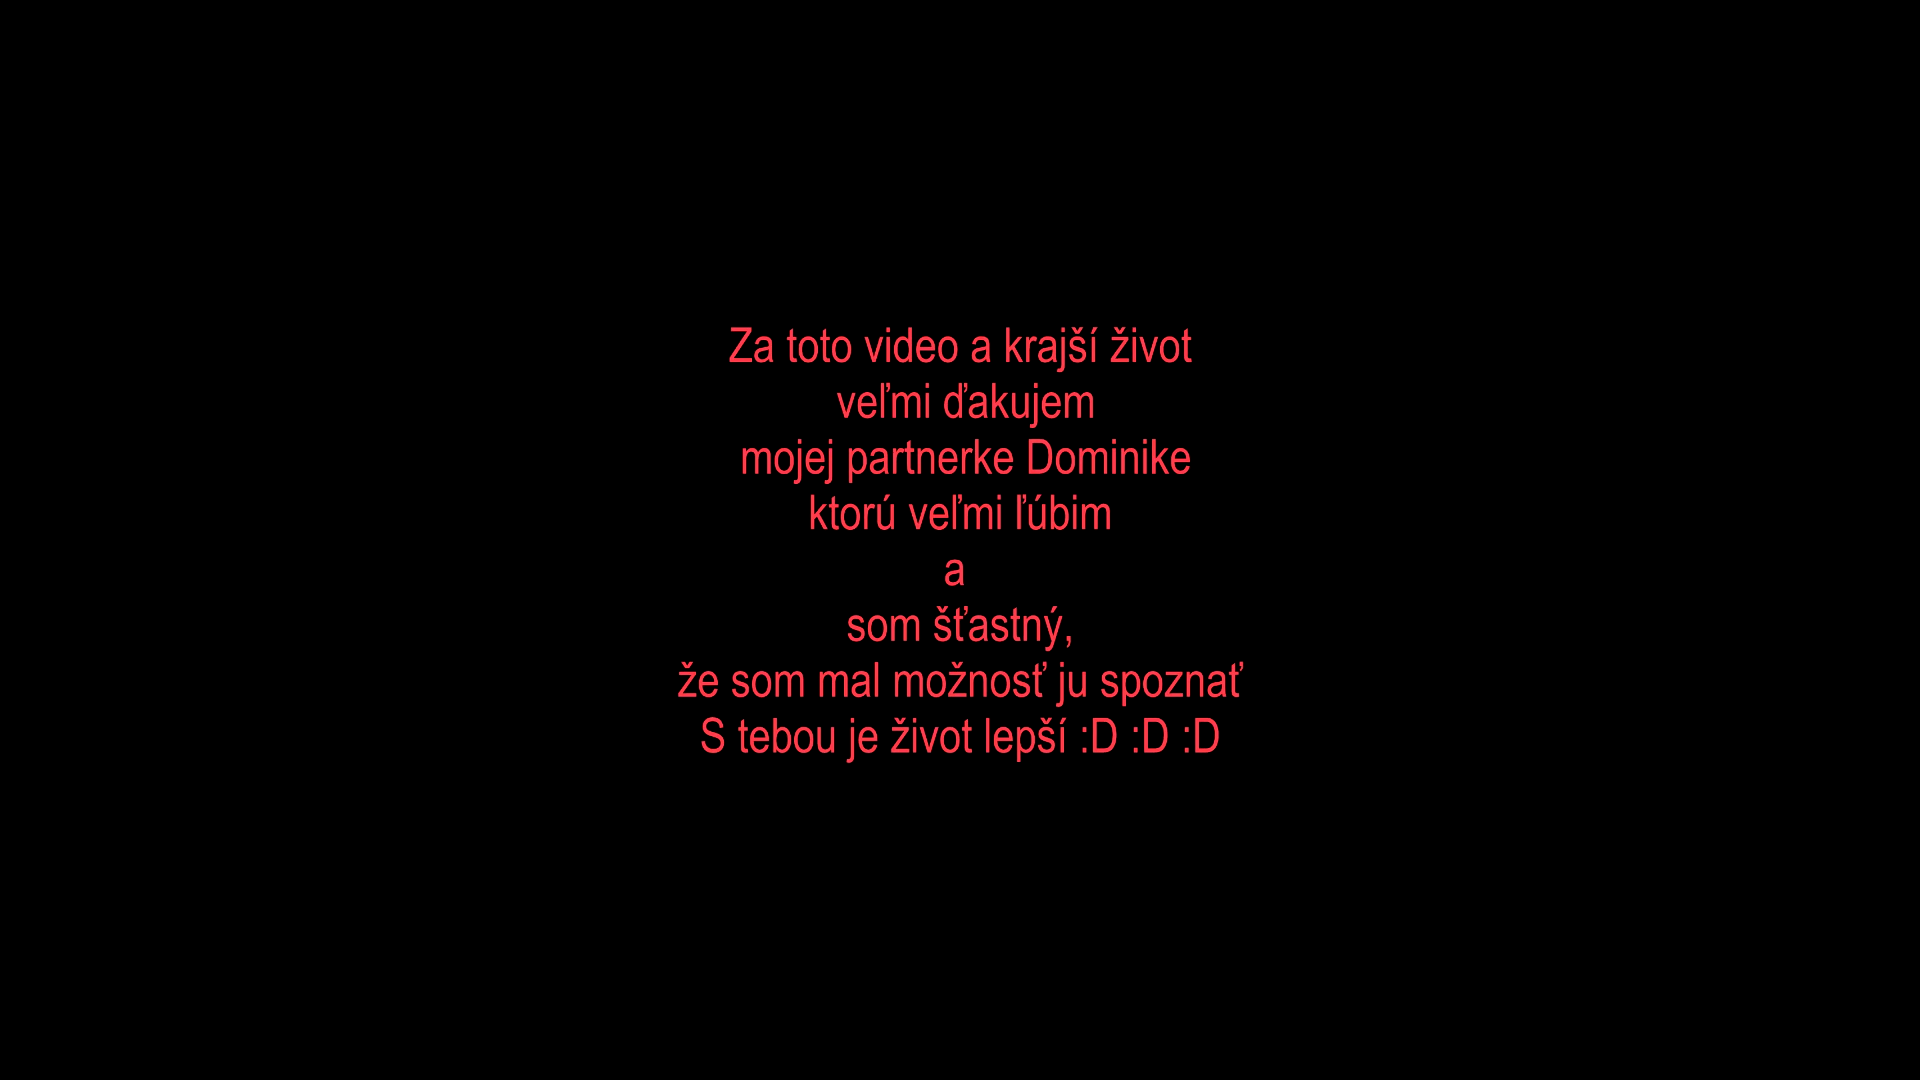 Za toto video a krajší život
veľmi ďakujem
mojej partnerke Dominike
ktorú veľmi ľúbim
a
som šťastný,
že som mal možnosť ju spoznať
S tebou je život lepší :D :D :D